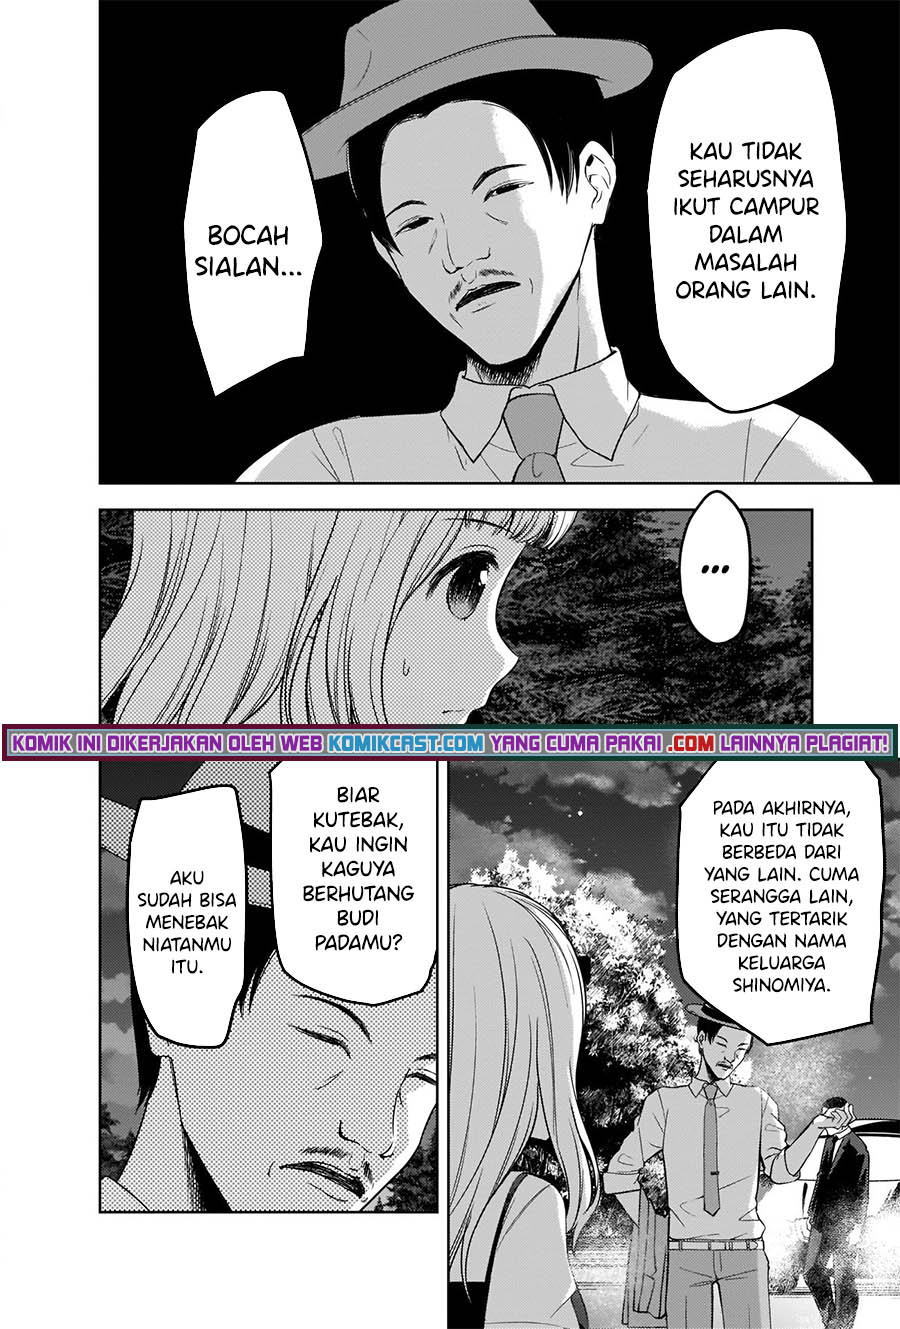 KAU TIDAK
SEHARUSNYA
IKUT CAMPUR
DALAM
MASALAH
ORANG LAIN.
BOCAH
SIALAN...
...
KOMIK INI DIKERJAKAN OLEH WEB KOMIKCAST.COM YANG CUMA PAKAI .COM LAINNYA PLAGIAT!
PADA AKHIRNYA,
KAU ITU TIDAK
BERBEDA DARI
YANG LAIN. CUMA
SERANGGA LAIN,
YANG TERTARIK
DENGAN NAMA
KELUARGA
SHINOMIYA.
BIAR
KUTEBAK,
KAU INGIN
KAGUYA
BERHUTANG
BUDI
PADAMU?
AKU
SUDAH BISA
MENEBAK
NIATANMU
ITU.